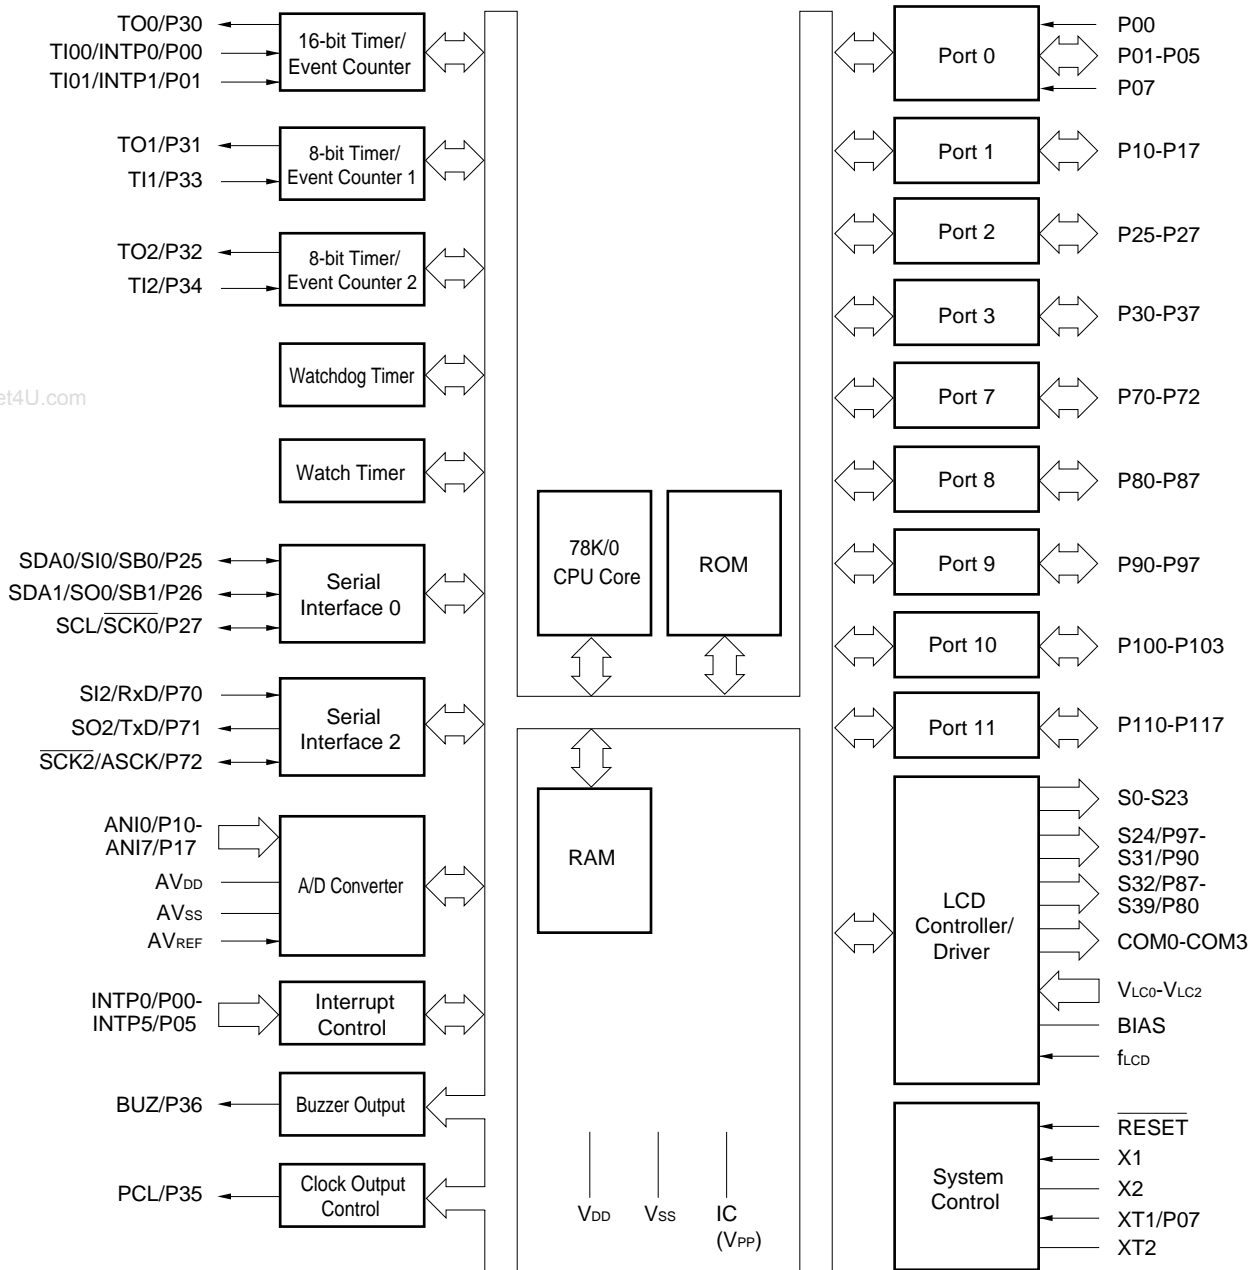 TO0/P30
TI00/INTP0/P00
TI01/INTP1/P01
16-bit Timer/
Event Counter
TO1/P31
TI1/P33
8-bit Timer/
Event Counter 1
TO2/P32
TI2/P34
8-bit Timer/
Event Counter 2
Watchdog Timer
et4U.com
Watch Timer
SDA0/SI0/SB0/P25
SDA1/SO0/SB1/P26
SCL/SCK0/P27
Serial
Interface 0
SI2/RxD/P70
SO2/TxD/P71
SCK2/ASCK/P72
Serial
Interface 2
ANI0/P10-
ANI7/P17
AVDD
AVSS
AVREF
A/D Converter
INTP0/P00-
INTP5/P05
Interrupt
Control
BUZ/P36
Buzzer Output
PCL/P35
Clock Output
Control
78K/0
CPU Core
ROM
RAM
VDD
VSS
IC
(VPP)
Port 0
P00
P01-P05
P07
Port 1
P10-P17
Port 2
P25-P27
Port 3
P30-P37
Port 7
P70-P72
Port 8
P80-P87
Port 9
P90-P97
Port 10
P100-P103
Port 11
P110-P117
LCD
Controller/
Driver
S0-S23
S24/P97-
S31/P90
S32/P87-
S39/P80
COM0-COM3
VLC0-VLC2
BIAS
fLCD
System
Control
RESET
X1
X2
XT1/P07
XT2